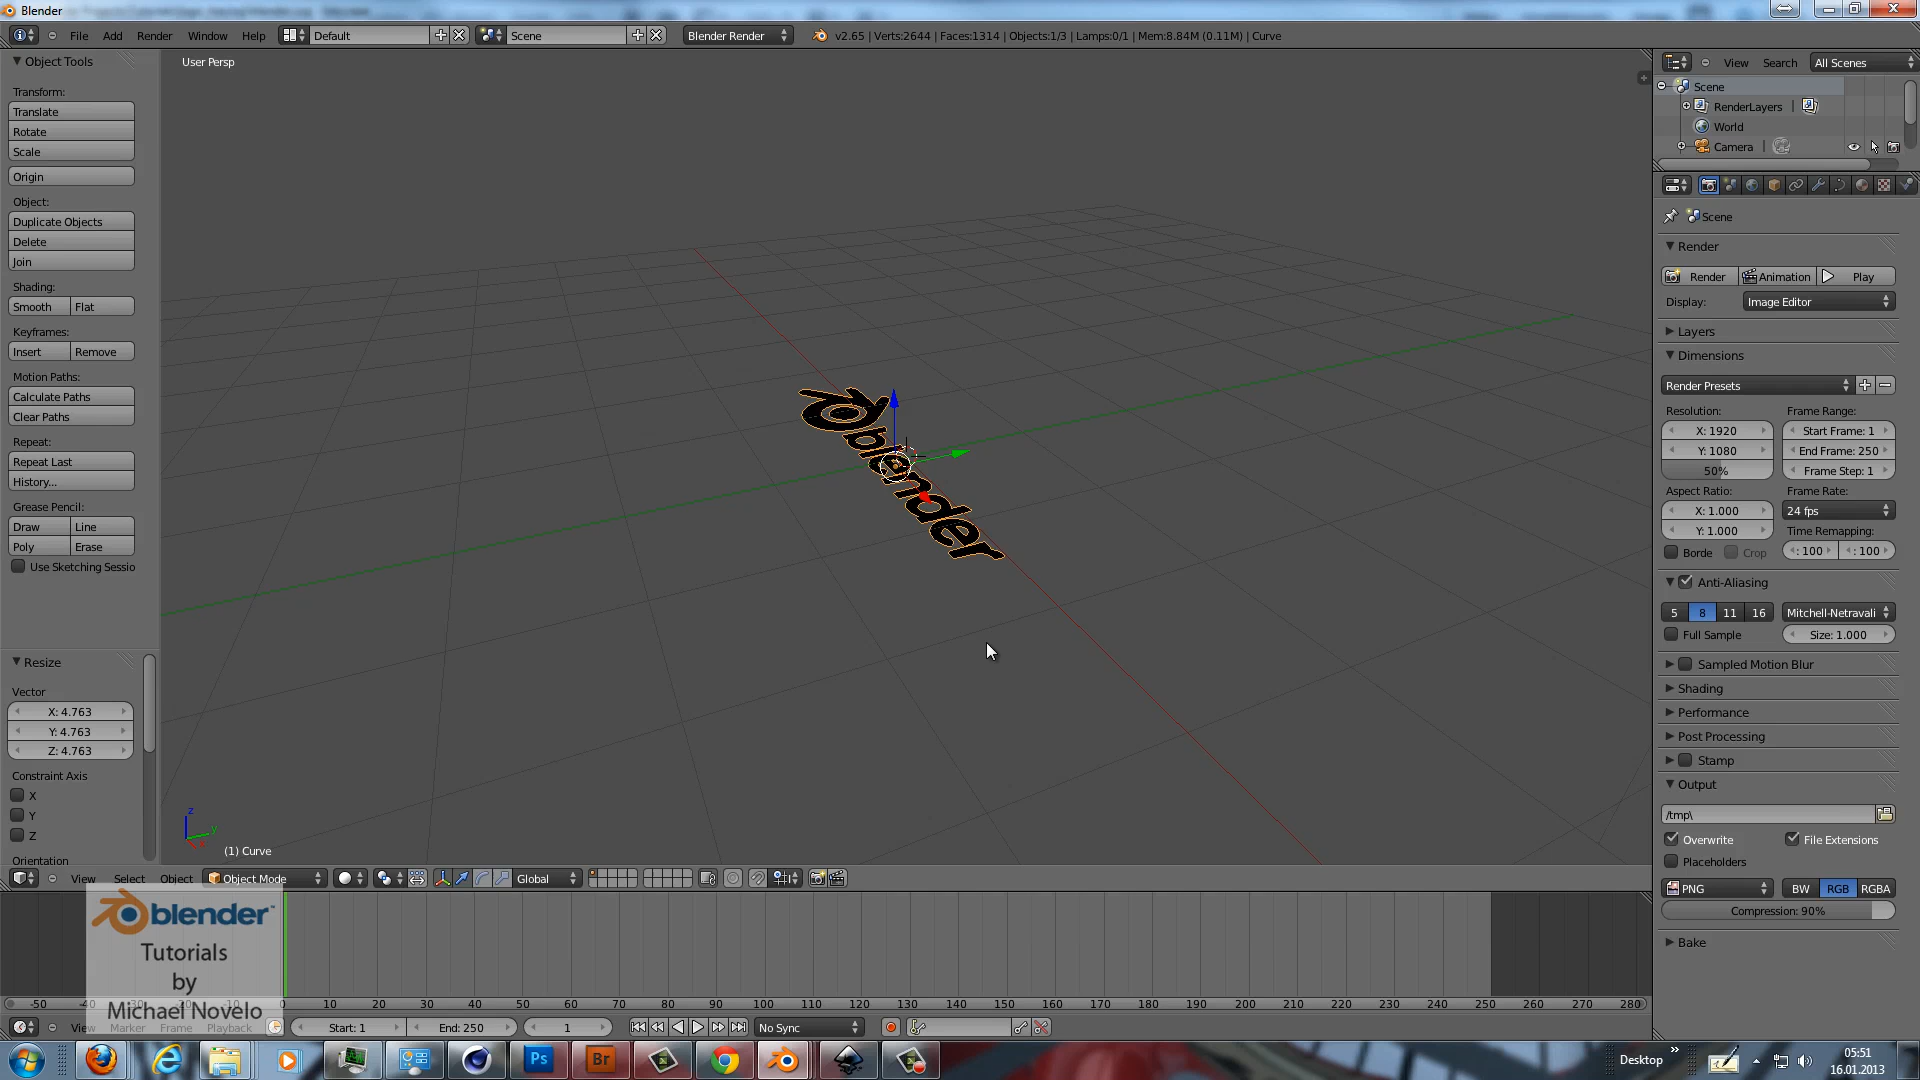 Blender
File Add Render Window Help Default Scene Blender Render v2.65 | Verts:2644 | Faces:1314 | Objects:1/3 | Lamps:0/1 | Mem:8.84M (0.11M) | Curve
Object Tools
Transform:
Translate
Rotate
Scale
Origin
Object:
Duplicate Objects
Delete
Join
Shading:
Smooth Flat
Keyframes:
Insert Remove
Motion Paths:
Calculate Paths
Clear Paths
Repeat:
Repeat Last
History...
Grease Pencil:
Draw Line
Poly Erase
Use Sketching Sessio
Resize
Vector
X: 4.763
Y: 4.763
Z: 4.763
Constraint Axis
X
Y
Z
Orientation
User Persp
blender
z
y
x
(1) Curve
View Search All Scenes
Scene
RenderLayers |
World
Camera |
Scene
Render
Render Animation Play
Display: Image Editor
Layers
Dimensions
Render Presets
Resolution: Frame Range:
X: 1920 Start Frame: 1
Y: 1080 End Frame: 250
50% Frame Step: 1
Aspect Ratio: Frame Rate:
X: 1.000 24 fps
Y: 1.000 Time Remapping:
Borde Crop : 100 : 100
Anti-Aliasing
5 8 11 16 Mitchell-Netravali
Full Sample Size: 1.000
Sampled Motion Blur
Shading
Performance
Post Processing
Stamp
Output
/tmp\
Overwrite File Extensions
Placeholders
PNG BW RGB RGBA
Compression: 90%
Bake
View Select Object Object Mode Global
blender
Tutorials
by
Michael Novelo
-50 -40 -30 -20 -10 0 10 20 30 40 50 60 70 80 90 100 110 120 130 140 150 160 170 180 190 200 210 220 230 240 250 260 270 280
View Marker Frame Playback Start: 1 End: 250 1 No Sync
Ps Br Desktop »
05:51
16.01.2013